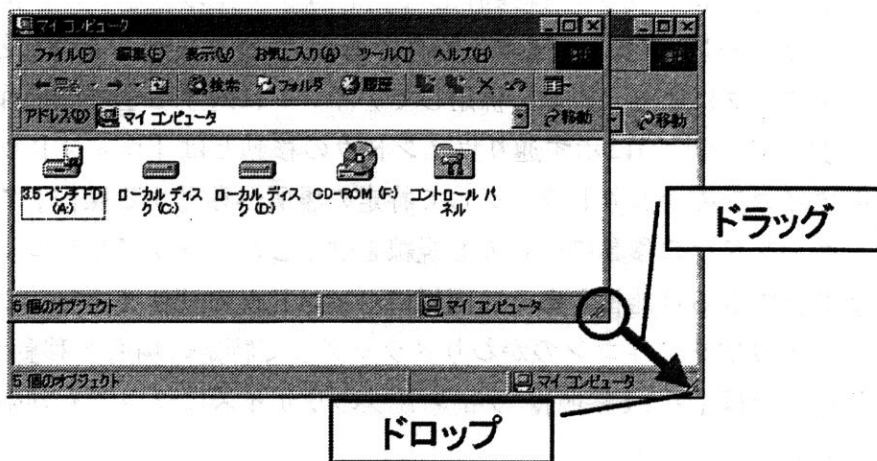 マイ コンピュータ
ファイル(F) 編集(E) 表示(V) お気に入り(A) ツール(T) ヘルプ(H)
戻る 検索 フォルダ 履歴
アドレス(D) マイ コンピュータ 移動 移動
3.5 インチ FD (A:)
ローカル ディスク (C:)
ローカル ディスク (D:)
CD-ROM (F:)
コントロール パネル
ドラッグ
5 個のオブジェクト マイ コンピュータ
5 個のオブジェクト マイ コンピュータ
ドロップ